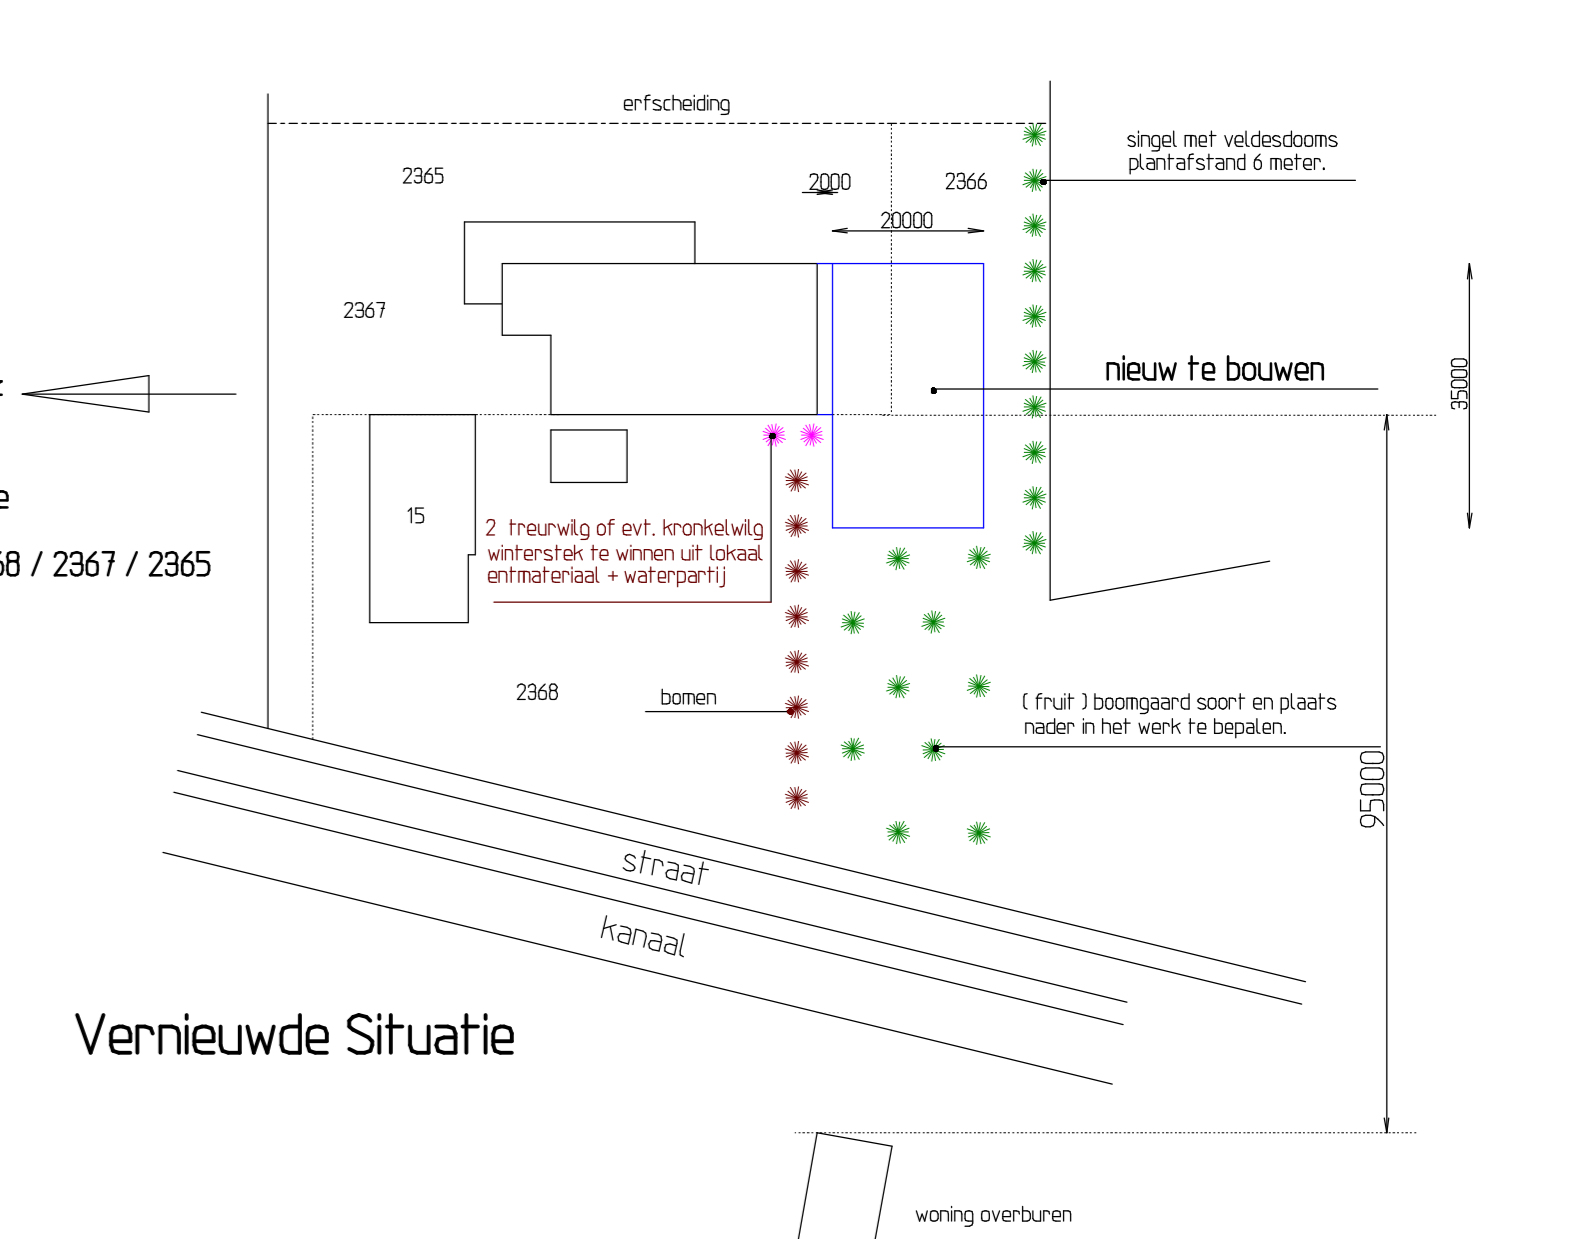 erfscheiding
singel met veldesdooms
plantafstand 6 meter.
2365
2000
2366
20000
2367
nieuw te bouwen
35000
15
2 treurwilg of evt. kronkelwilg
winterstek te winnen uit lokaal
entmateriaal + waterpartij
/ 2367 / 2365
2368
bomen
( fruit ) boomgaard soort en plaats
nader in het werk te bepalen.
95000
straat
kanaal
Vernieuwde Situatie
woning overburen